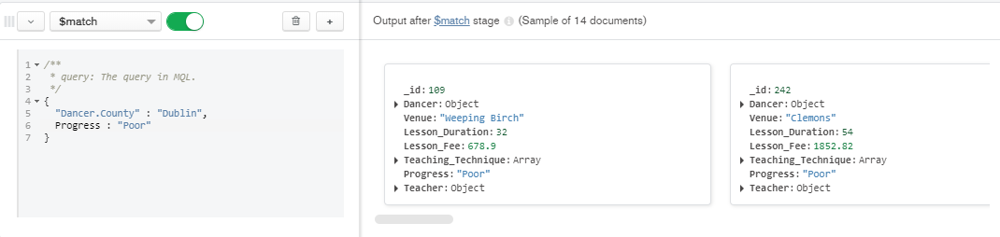 $match
+
Output after $match stage (Sample of 14 documents)
1 /**
2 * query: The query in MQL.
3 */
4 {
5 "Dancer.County" : "Dublin",
6 Progress : "Poor"
7 }
_id: 109
Dancer: Object
Venue: "Weeping Birch"
Lesson_Duration: 32
Lesson_Fee: 678.9
Teaching_Technique: Array
Progress: "Poor"
Teacher: Object
_id: 242
Dancer: Object
Venue: "Clemons"
Lesson_Duration: 54
Lesson_Fee: 1852.82
Teaching_Technique: Array
Progress: "Poor"
Teacher: Object